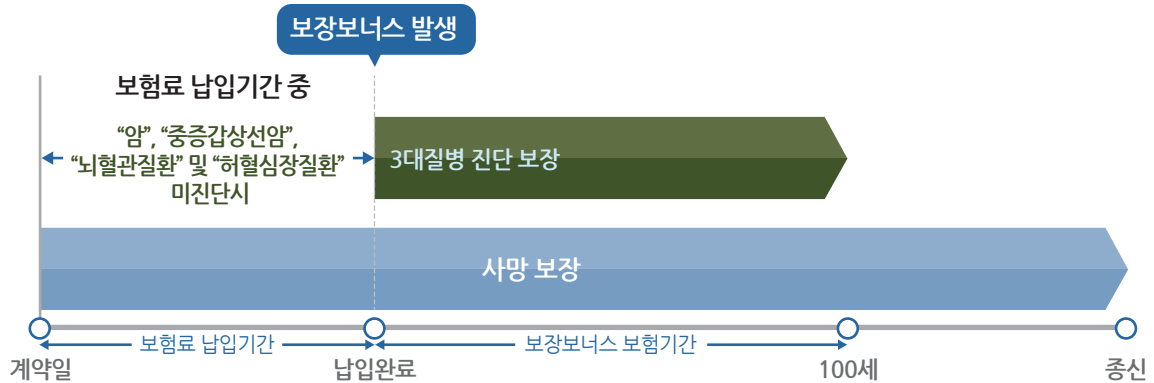 보장보너스 발생
보험료 납입기간 중
“암”, “중증갑상선암”,
“뇌혈관질환” 및 “허혈심장질환”
미진단시
3대질병 진단 보장
사망 보장
보험료 납입기간
보장보너스 보험기간
계약일
납입완료
100세
종신